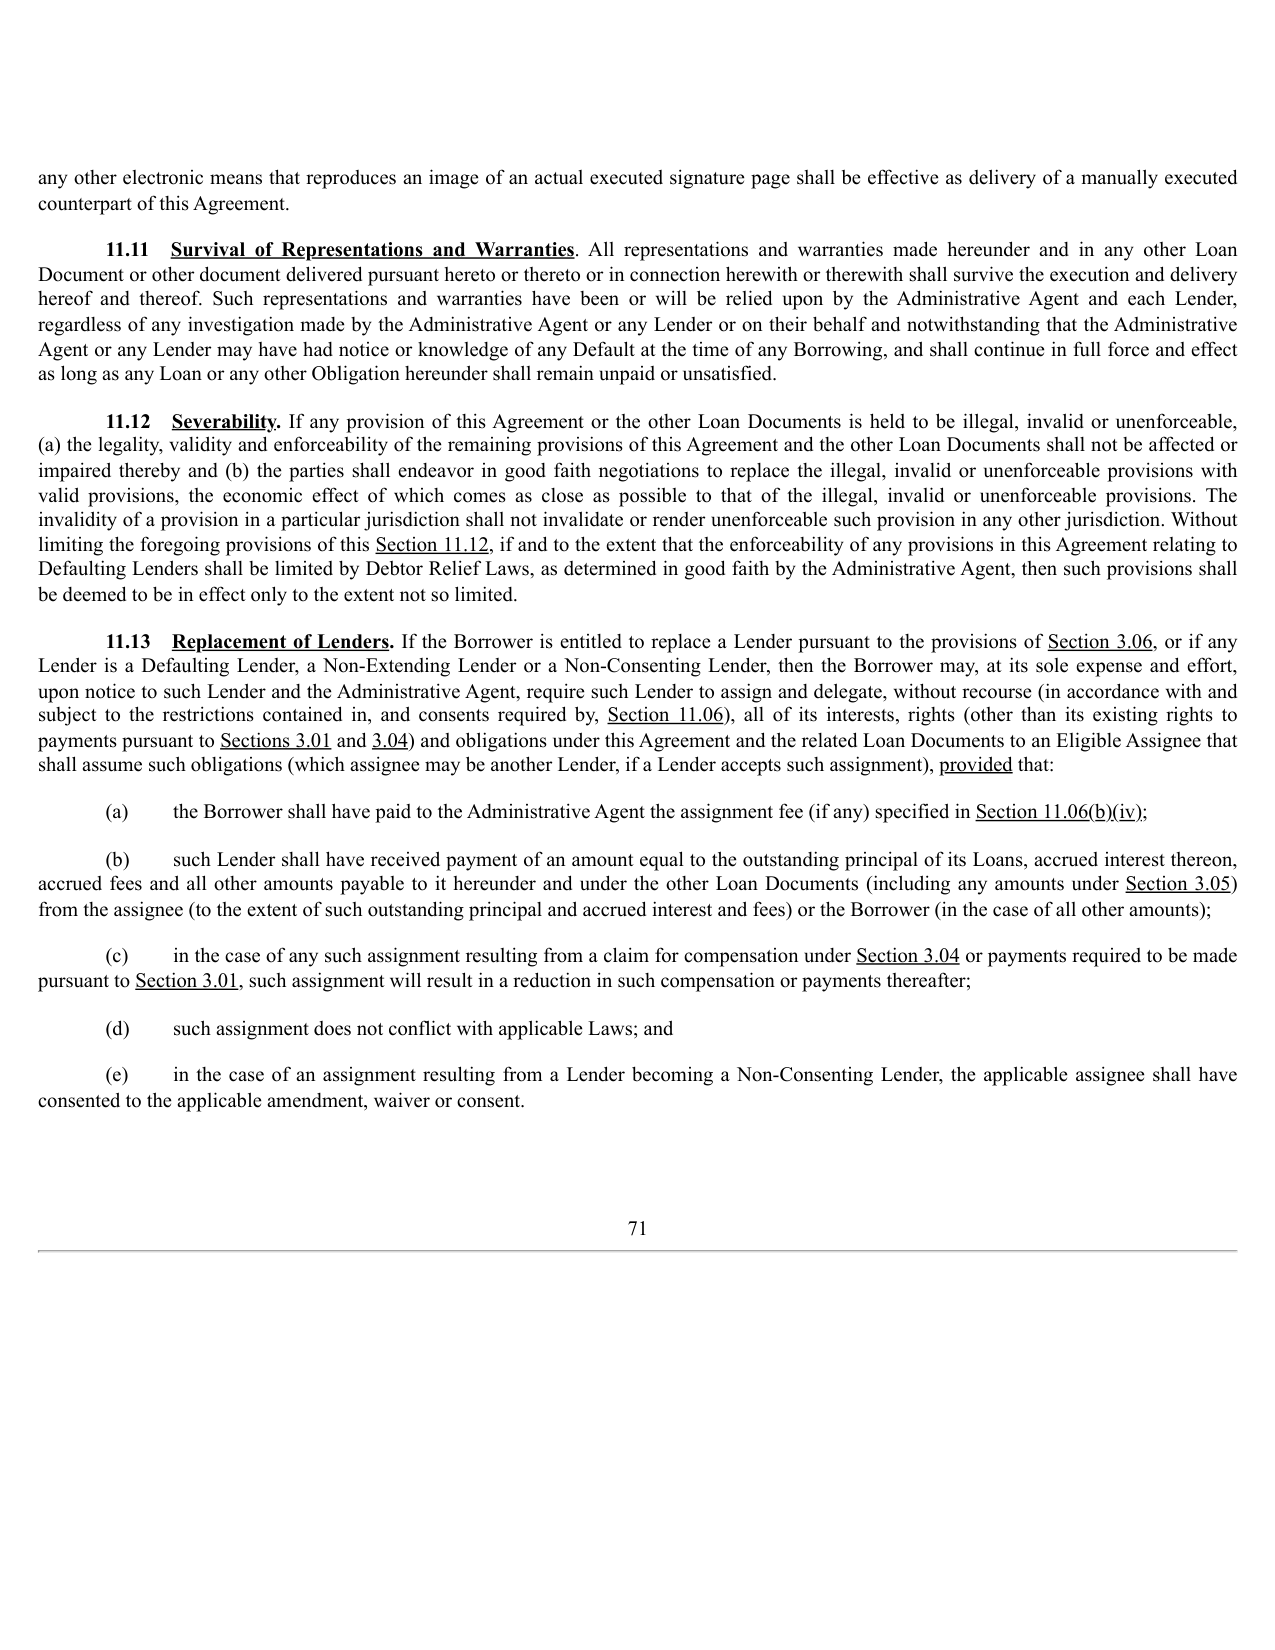 any other electronic means that reproduces an image of an actual executed signature page shall be effective as delivery of a manually executed
counterpart of this Agreement.
11.11 Survival of Representations and Warranties. All representations and warranties made hereunder and in any other Loan
Document or other document delivered pursuant hereto or thereto or in connection herewith or therewith shall survive the execution and delivery
hereof and thereof. Such representations and warranties have been or will be relied upon by the Administrative Agent and each Lender,
regardless of any investigation made by the Administrative Agent or any Lender or on their behalf and notwithstanding that the Administrative
Agent or any Lender may have had notice or knowledge of any Default at the time of any Borrowing, and shall continue in full force and effect
as long as any Loan or any other Obligation hereunder shall remain unpaid or unsatisfied.
11.12 Severability. If any provision of this Agreement or the other Loan Documents is held to be illegal, invalid or unenforceable,
(a) the legality, validity and enforceability of the remaining provisions of this Agreement and the other Loan Documents shall not be affected or
impaired thereby and (b) the parties shall endeavor in good faith negotiations to replace the illegal, invalid or unenforceable provisions with
valid provisions, the economic effect of which comes as close as possible to that of the illegal, invalid or unenforceable provisions. The
invalidity of a provision in a particular jurisdiction shall not invalidate or render unenforceable such provision in any other jurisdiction. Without
limiting the foregoing provisions of this Section 11.12, if and to the extent that the enforceability of any provisions in this Agreement relating to
Defaulting Lenders shall be limited by Debtor Relief Laws, as determined in good faith by the Administrative Agent, then such provisions shall
be deemed to be in effect only to the extent not so limited.
11.13 Replacement of Lenders. If the Borrower is entitled to replace a Lender pursuant to the provisions of Section 3.06, or if any
Lender is a Defaulting Lender, a Non-Extending Lender or a Non-Consenting Lender, then the Borrower may, at its sole expense and effort,
upon notice to such Lender and the Administrative Agent, require such Lender to assign and delegate, without recourse (in accordance with and
subject to the restrictions contained in, and consents required by, Section 11.06), all of its interests, rights (other than its existing rights to
payments pursuant to Sections 3.01 and 3.04) and obligations under this Agreement and the related Loan Documents to an Eligible Assignee that
shall assume such obligations (which assignee may be another Lender, if a Lender accepts such assignment), provided that:
(a) the Borrower shall have paid to the Administrative Agent the assignment fee (if any) specified in Section 11.06(b)(iv);
(b) such Lender shall have received payment of an amount equal to the outstanding principal of its Loans, accrued interest thereon,
accrued fees and all other amounts payable to it hereunder and under the other Loan Documents (including any amounts under Section 3.05)
from the assignee (to the extent of such outstanding principal and accrued interest and fees) or the Borrower (in the case of all other amounts);
(c) in the case of any such assignment resulting from a claim for compensation under Section 3.04 or payments required to be made
pursuant to Section 3.01, such assignment will result in a reduction in such compensation or payments thereafter;
(d) such assignment does not conflict with applicable Laws; and
(e) in the case of an assignment resulting from a Lender becoming a Non-Consenting Lender, the applicable assignee shall have
consented to the applicable amendment, waiver or consent.
71